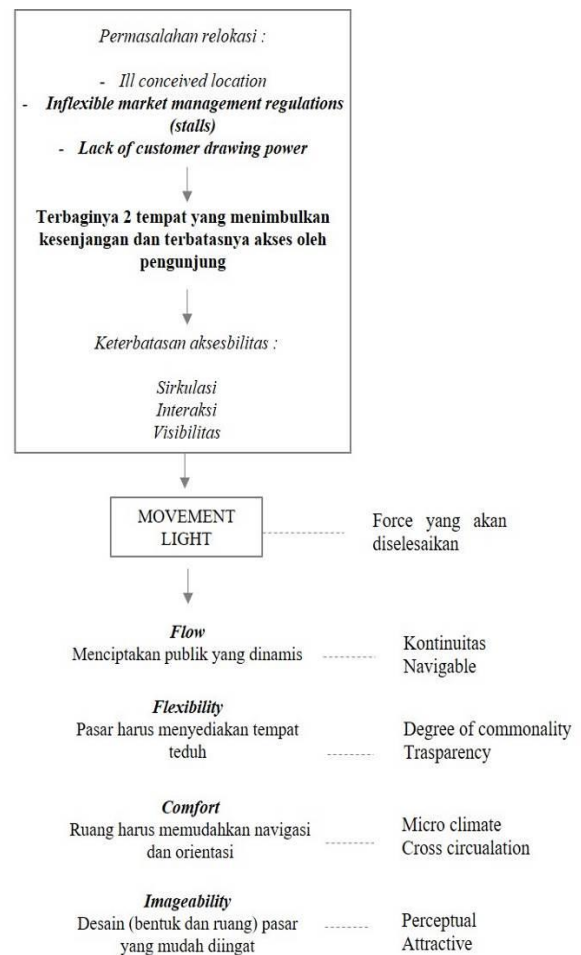 Permasalahan relokasi :
- Ill conceived location
- Inflexible market management regulations
(stalls)
- Lack of customer drawing power
Terbaginya 2 tempat yang menimbulkan
kesenjangan dan terbatasnya akses oleh
pengunjung
Keterbatasan aksesbilitas :
Sirkulasi
Interaksi
Visibilitas
MOVEMENT
LIGHT
Force yang akan
diselesaikan
Flow
Menciptakan publik yang dinamis
Kontinuitas
Navigable
Flexibility
Pasar harus menyediakan tempat
teduh
Degree of commonality
Trasparency
Comfort
Ruang harus memudahkan navigasi
dan orientasi
Micro climate
Cross circualation
Imageability
Desain (bentuk dan ruang) pasar
yang mudah diingat
Perceptual
Attractive